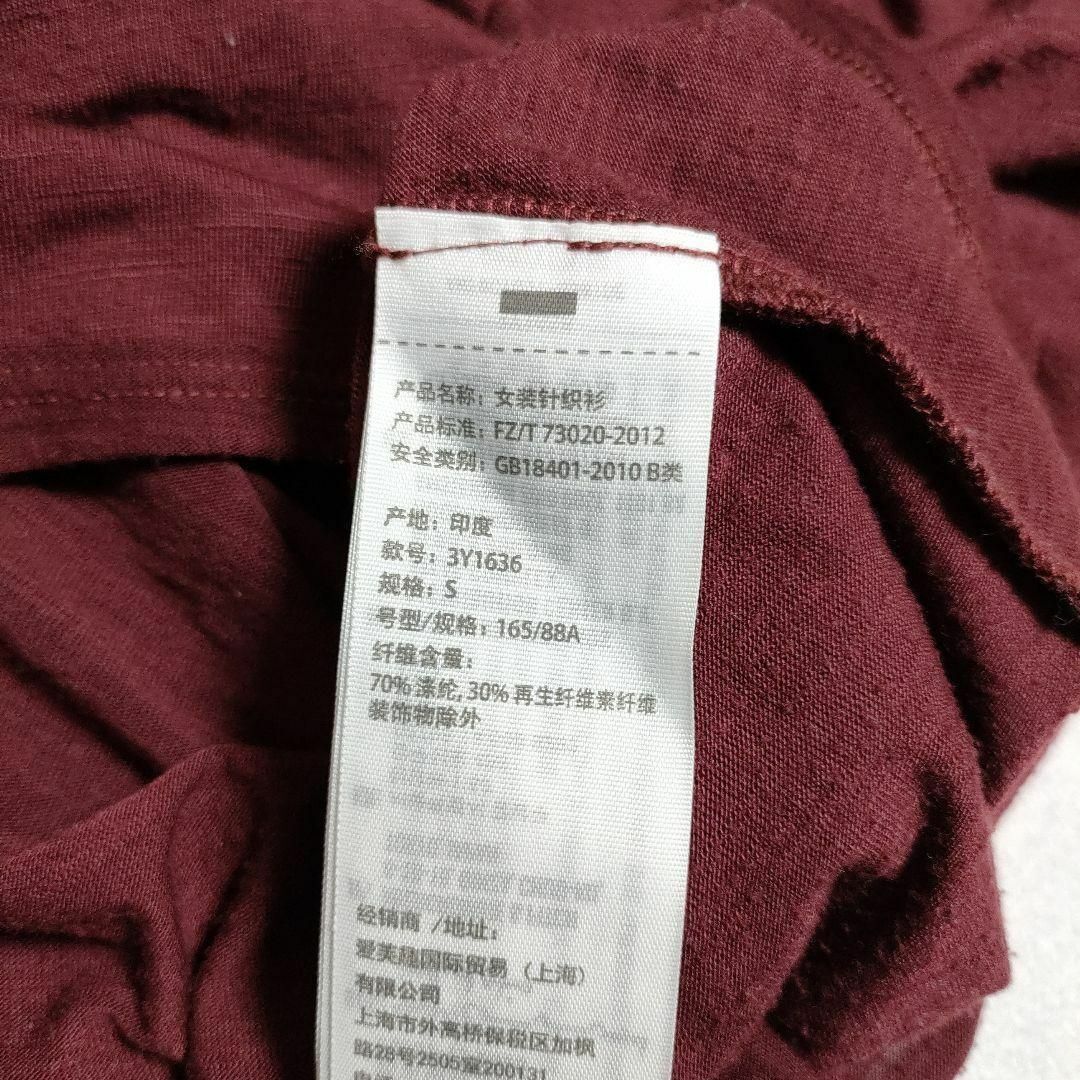 产品名称: 女装针织衫
产品标准: FZ/T 73020-2012
安全类别: GB18401-2010 B类
产地: 印度
款号: 3Y1636
规格: S
号型/规格: 165/88A
纤维含量:
70% 涤纶, 30% 再生纤维素纤维
装饰物除外
经销商 /地址:
国际贸易 (上海)
有限公司
上海市外高桥保税区加枫
路28号2505室200131